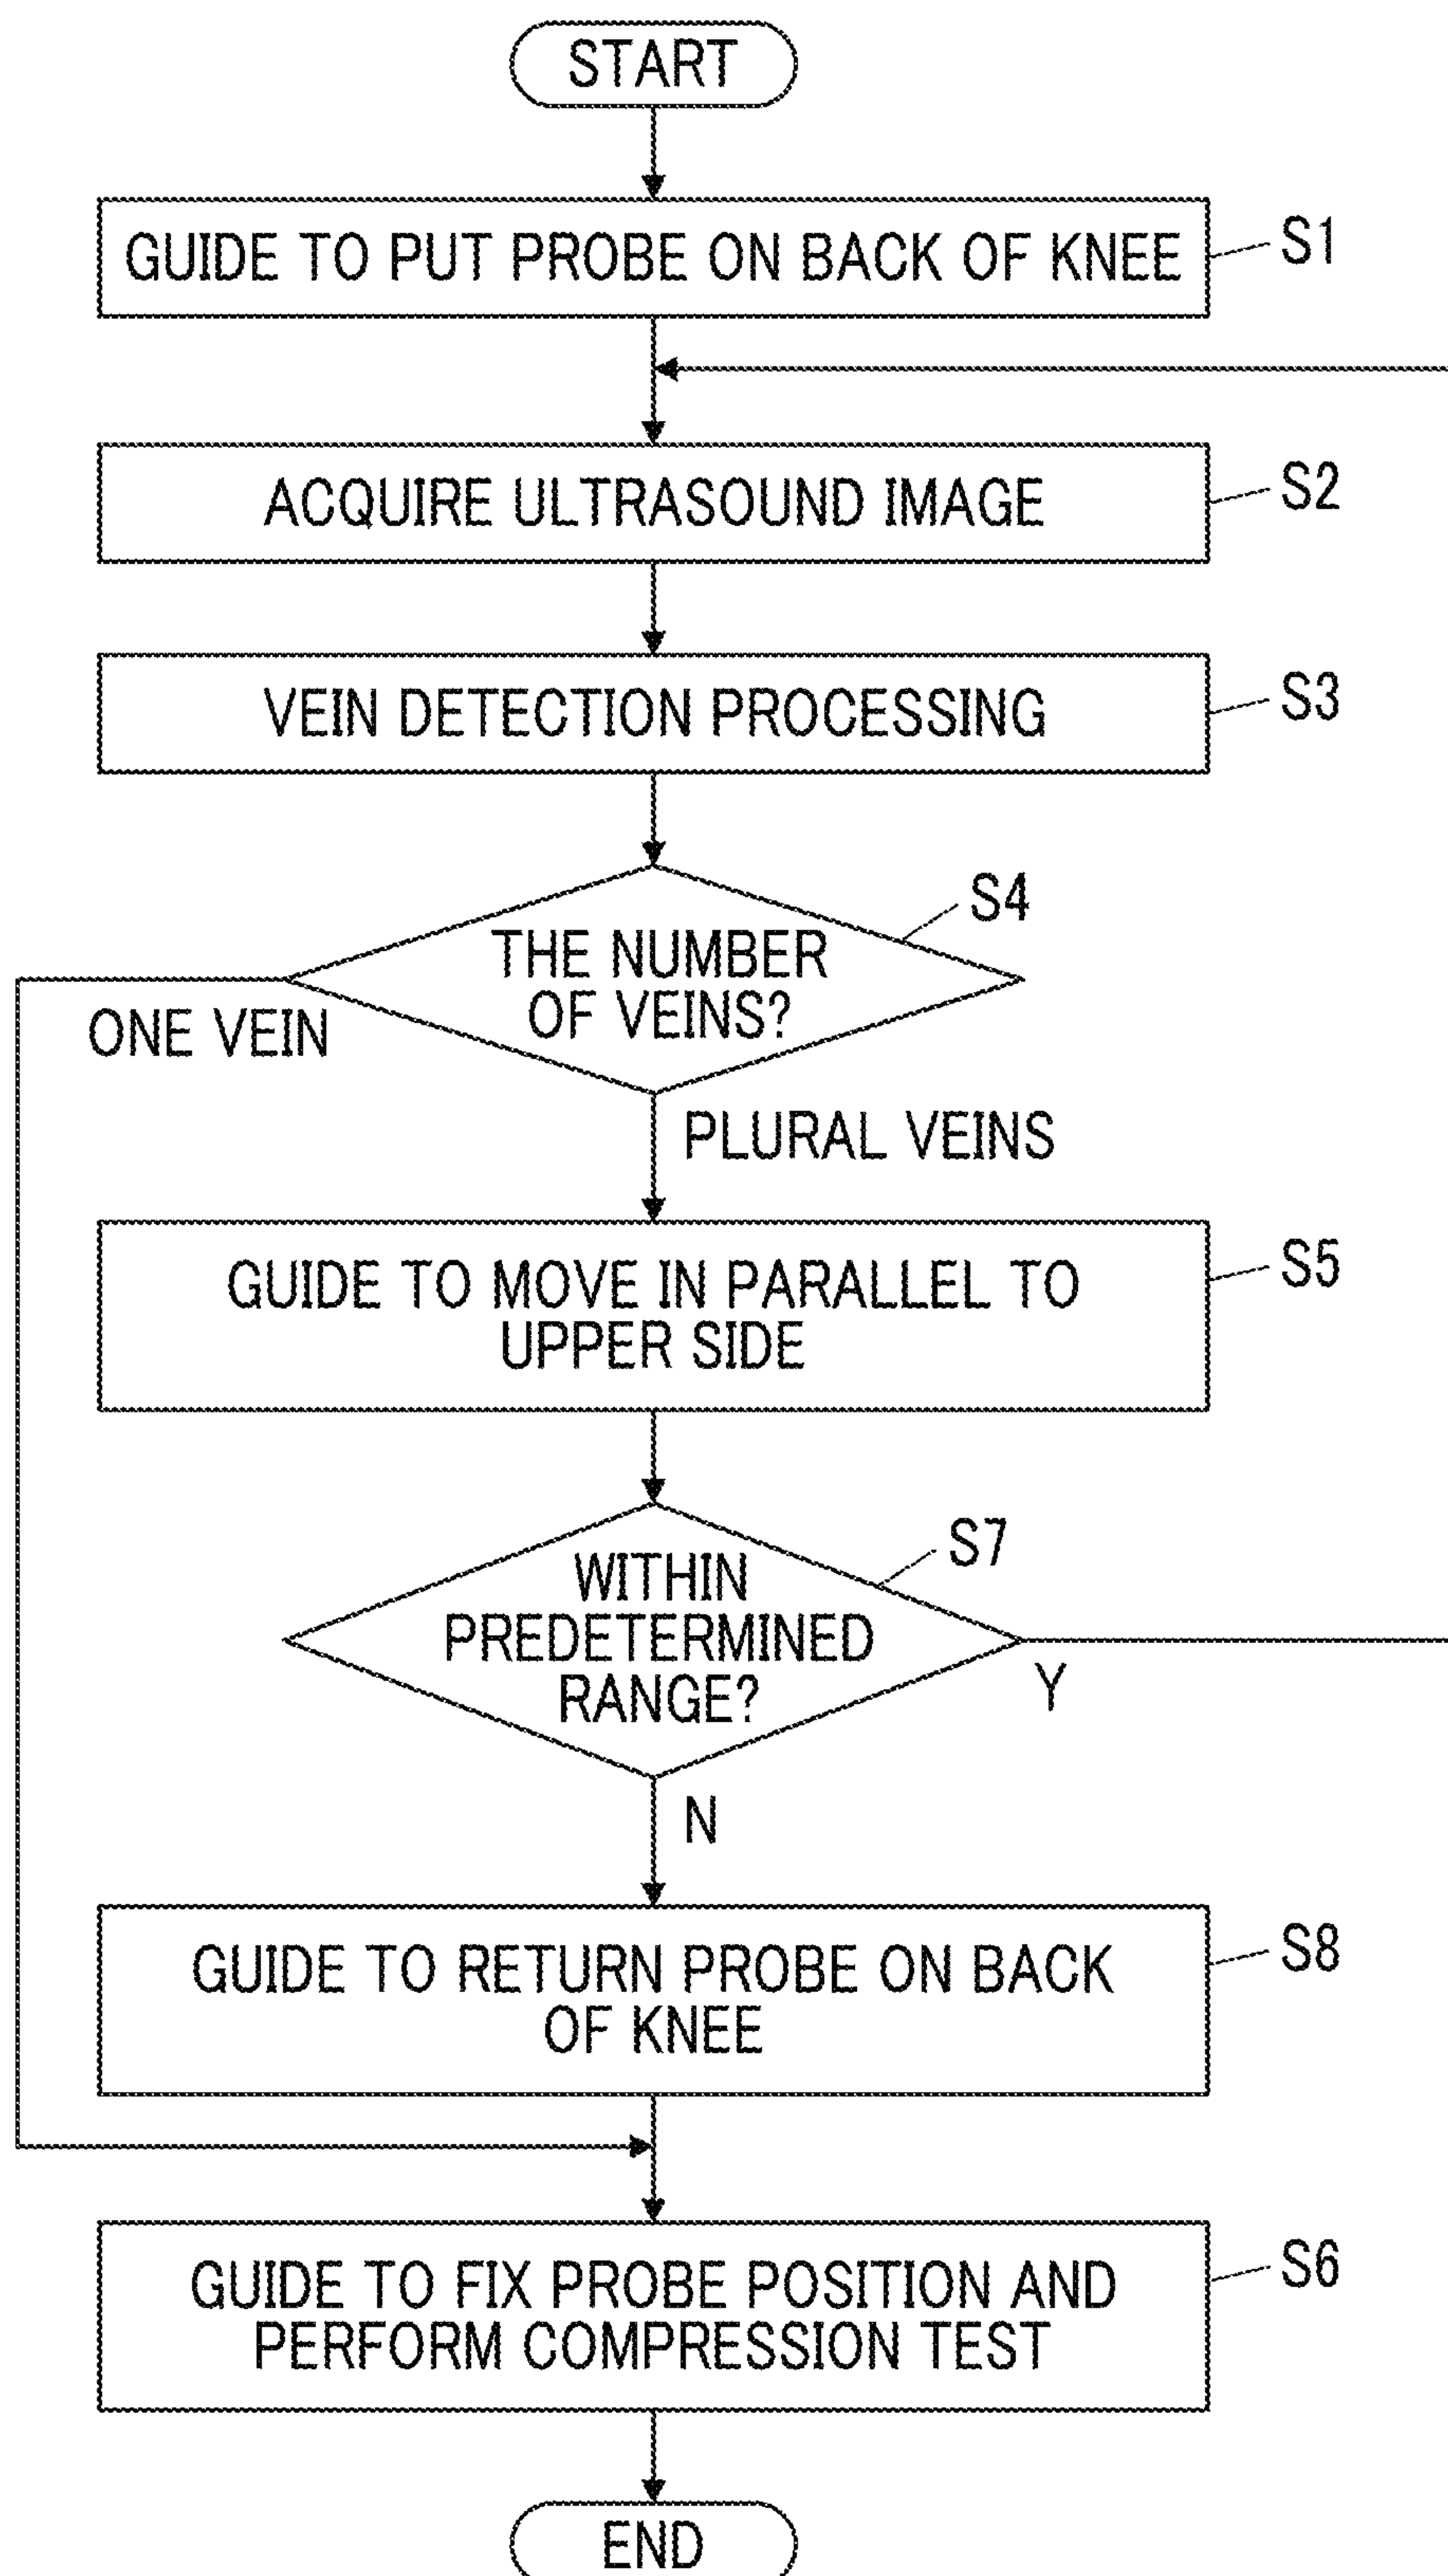 START
GUIDE TO PUT PROBE ON BACK OF KNEE
S1
ACQUIRE ULTRASOUND IMAGE
S2
VEIN DETECTION PROCESSING
S3
S4
THE NUMBER
OF VEINS?
ONE VEIN
PLURAL VEINS
GUIDE TO MOVE IN PARALLEL TO
UPPER SIDE
S5
S7
WITHIN
PREDETERMINED
RANGE?
Y
N
GUIDE TO RETURN PROBE ON BACK
OF KNEE
S8
GUIDE TO FIX PROBE POSITION AND
PERFORM COMPRESSION TEST
S6
END